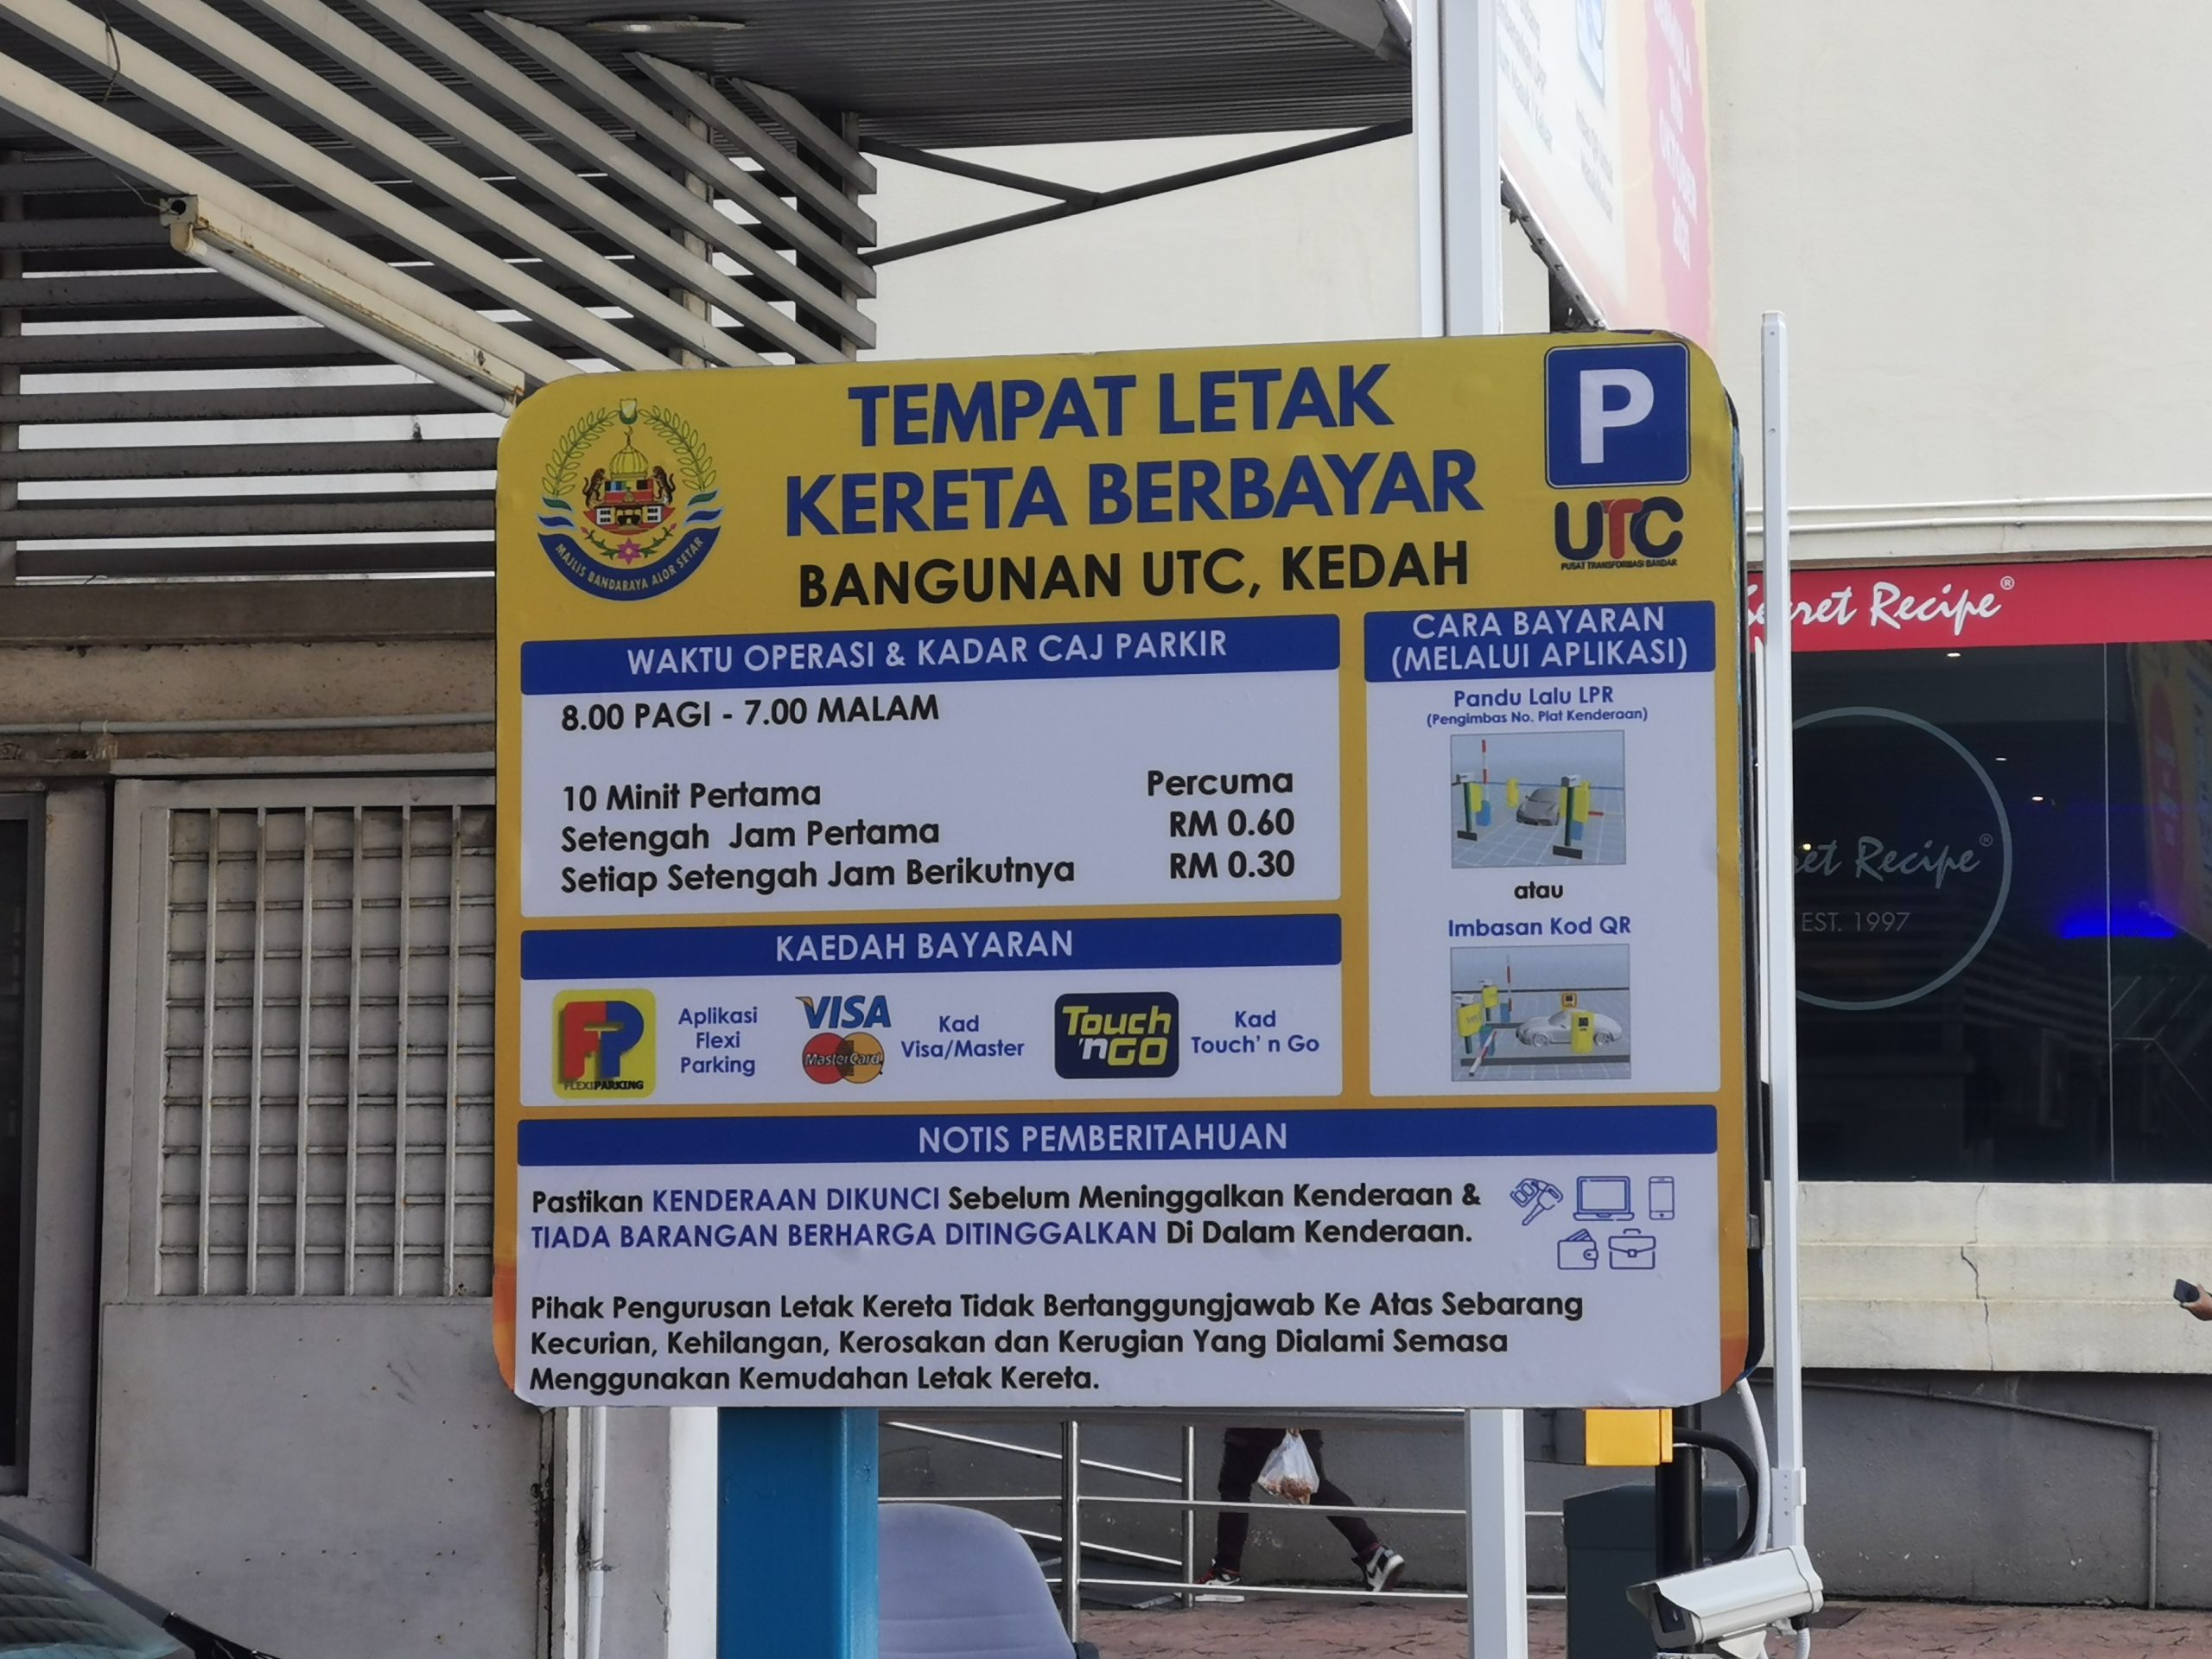 TEMPAT LETAK
KERETA BERBAYAR
BANGUNAN UTC, KEDAH
MAJLIS BANDARAYA ALOR SETAR
P
UTC
PUSAT TRANSFORMASI BANDAR
WAKTU OPERASI & KADAR CAJ PARKIR
8.00 PAGI - 7.00 MALAM
10 Minit Pertama Percuma
Setengah Jam Pertama RM 0.60
Setiap Setengah Jam Berikutnya RM 0.30
CARA BAYARAN
(MELALUI APLIKASI)
Pandu Lalu LPR
(Pengimbas No. Plat Kenderaan)
atau
Imbasan Kod QR
KAEDAH BAYARAN
FP
FLEXIPARKING
Aplikasi
Flexi
Parking
VISA
MasterCard
Kad
Visa/Master
Touch
'nGO
Kad
Touch' n Go
NOTIS PEMBERITAHUAN
Pastikan KENDERAAN DIKUNCI Sebelum Meninggalkan Kenderaan &
TIADA BARANGAN BERHARGA DITINGGALKAN Di Dalam Kenderaan.
Pihak Pengurusan Letak Kereta Tidak Bertanggungjawab Ke Atas Sebarang
Kecurian, Kehilangan, Kerosakan dan Kerugian Yang Dialami Semasa
Menggunakan Kemudahan Letak Kereta.
Secret Recipe®
Recipe®
EST. 1997